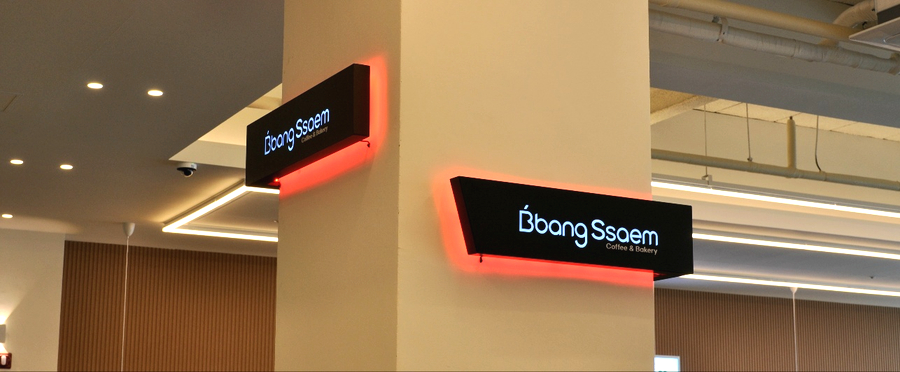 Bbang Ssaem
Coffee & Bakery
Bbang Ssaem
Coffee & Bakery